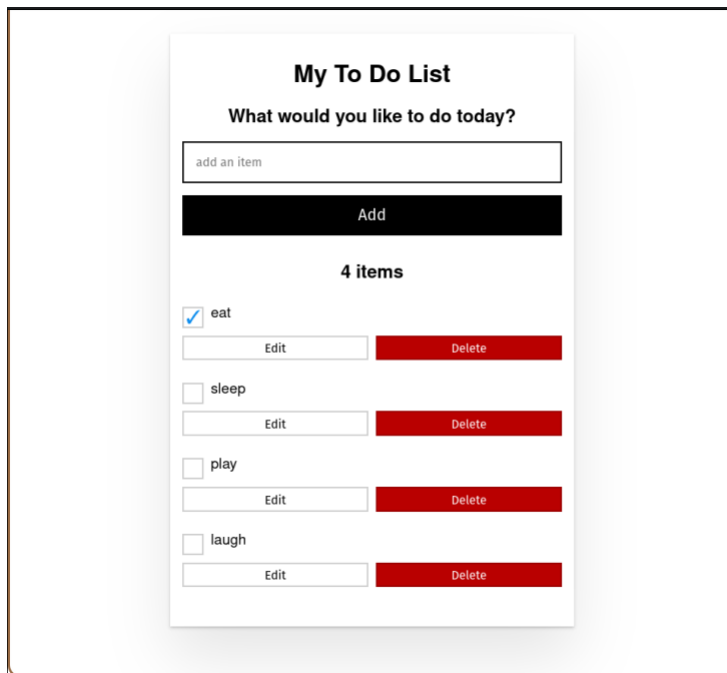 My To Do List
What would you like to do today?
add an item
Add
4 items
eat
Edit Delete
sleep
Edit Delete
play
Edit Delete
laugh
Edit Delete